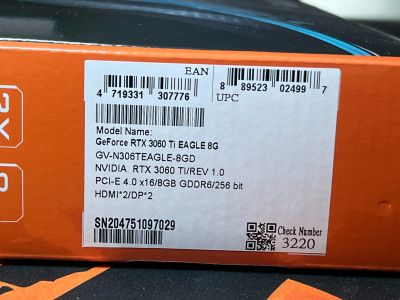 EAN
4 719331 307776
8 89523 02499 7
UPC
Model Name:
GeForce RTX 3060 Ti EAGLE 8G
GV-N306TEAGLE-8GD
NVIDIA RTX 3060 TI/REV 1.0
PCI-E 4.0 x16/8GB GDDR6/256 bit
HDMI*2/DP*2
SN204751097029
Check Number
3220